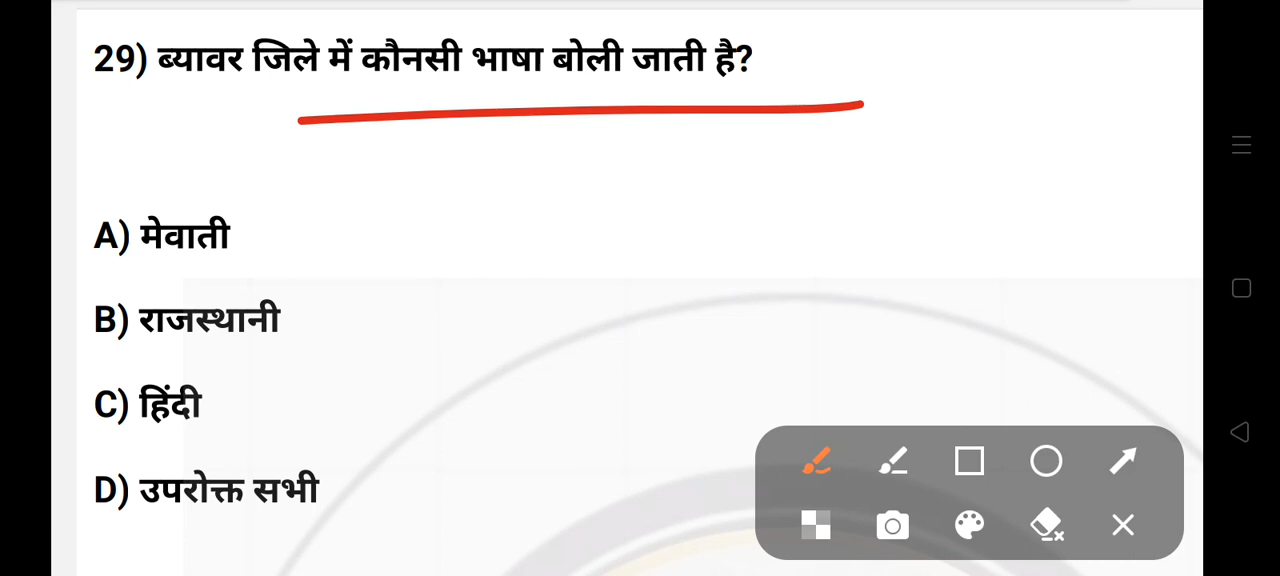 29) ब्यावर जिले में कौनसी भाषा बोली जाती है?
A) मेवाती
B) राजस्थानी
C) हिंदी
D) उपरोक्त सभी